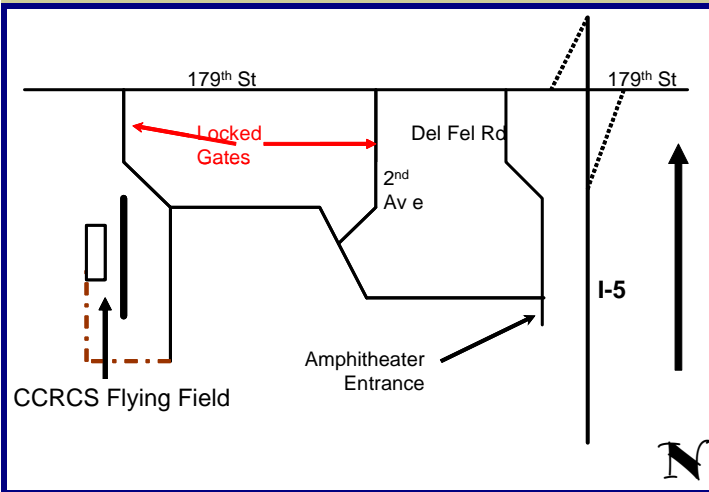 179th St
179th St
Locked
Gates
Del Fel Rd
2nd
Av e
I-5
Amphitheater
Entrance
CCRCS Flying Field
N